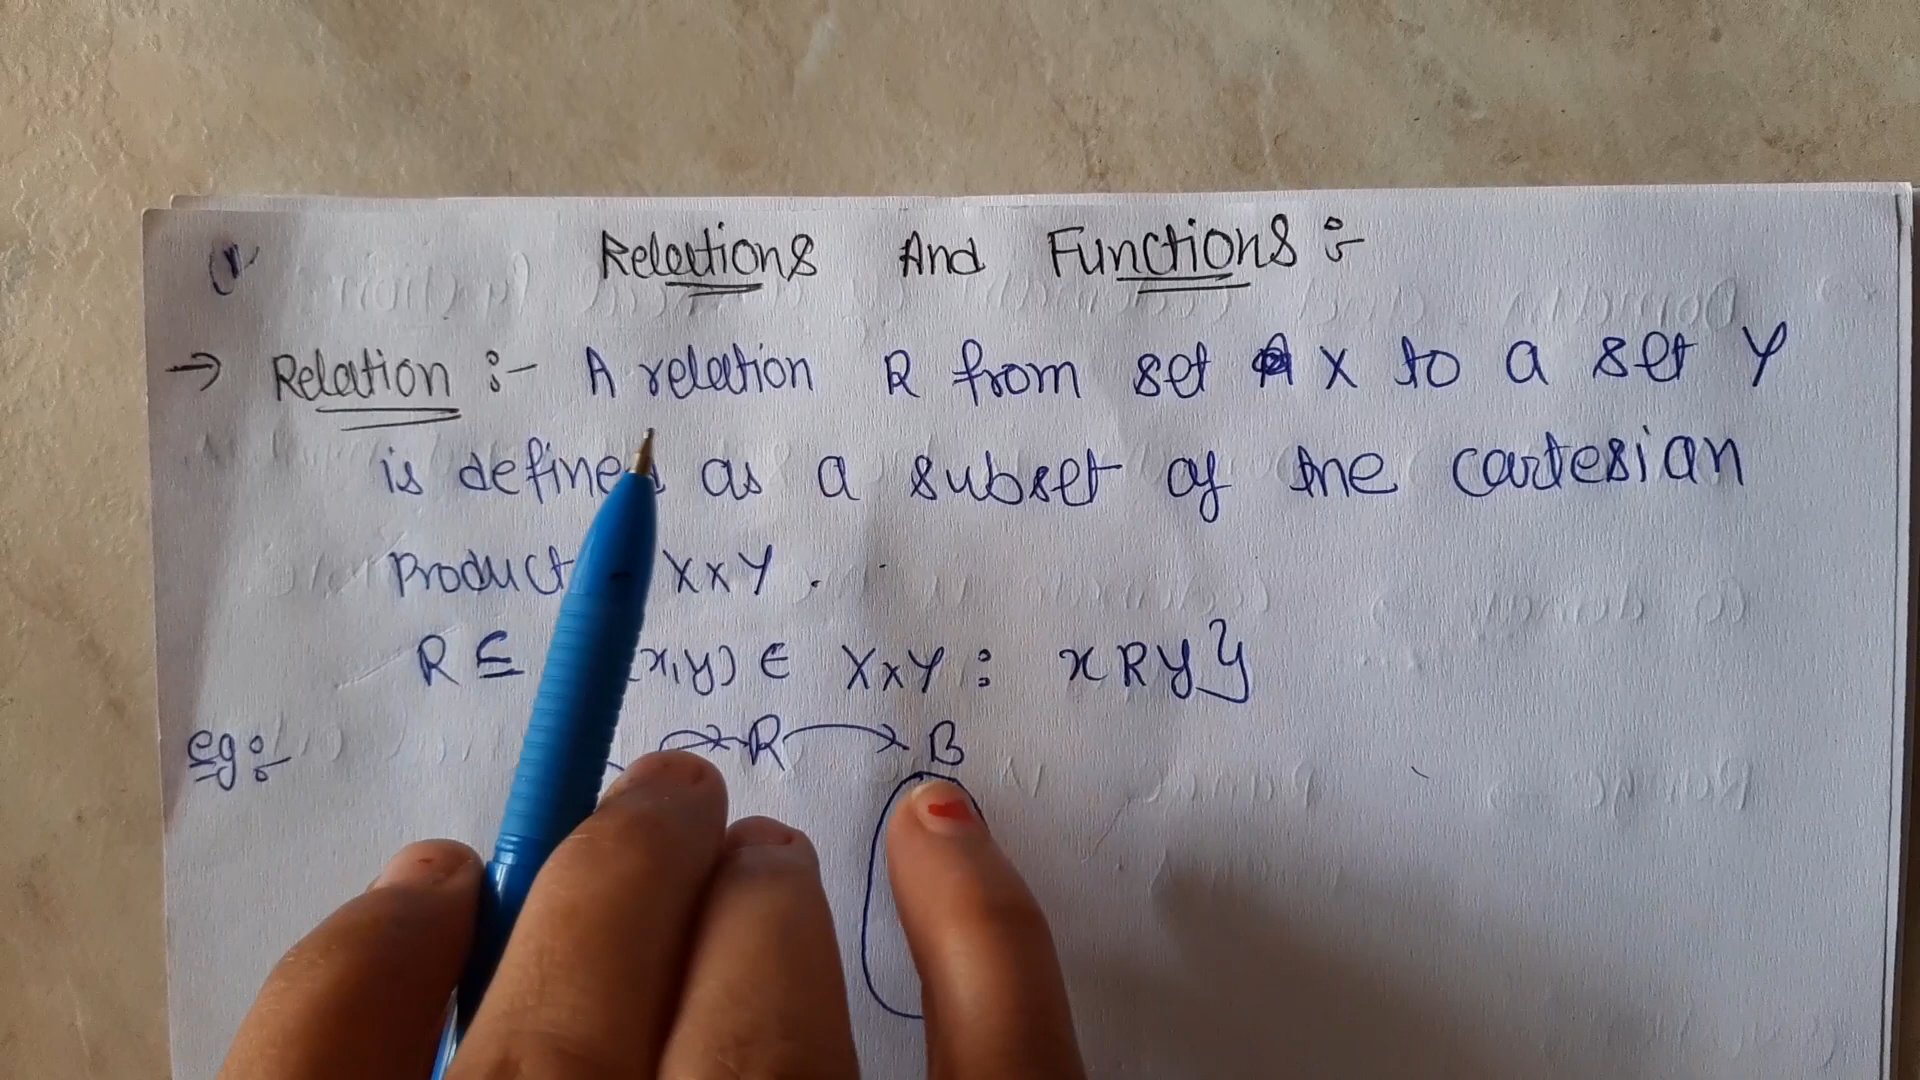 Relations And Functions :-
→ Relation :- A relation R from set X to a set Y
is defined as a subset of the cartesian
Product XxY .
R ⊆ (x,y) ∈ XxY : xRy}
eg:- R B